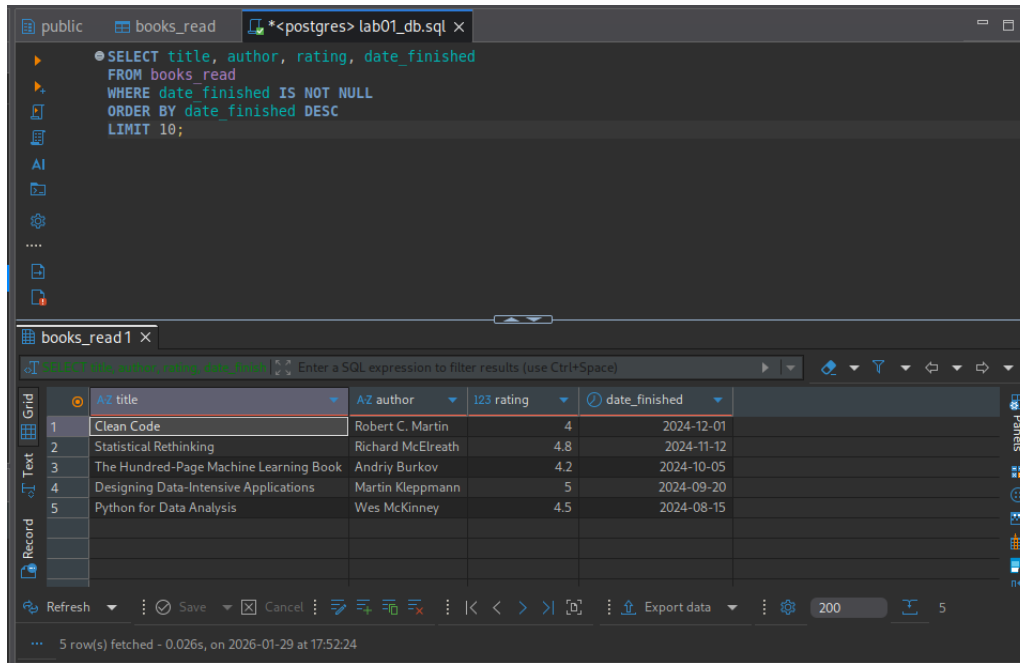 public books_read *<postgres> lab01_db.sql
SELECT title, author, rating, date_finished
FROM books_read
WHERE date_finished IS NOT NULL
ORDER BY date_finished DESC
LIMIT 10;
AI
books_read 1
SELECT title, author, rating, date_finish Enter a SQL expression to filter results (use Ctrl+Space)
Grid
Text
Record
Panels
A-Z title A-Z author 123 rating date_finished
1 Clean Code Robert C. Martin 4 2024-12-01
2 Statistical Rethinking Richard McElreath 4.8 2024-11-12
3 The Hundred-Page Machine Learning Book Andriy Burkov 4.2 2024-10-05
4 Designing Data-Intensive Applications Martin Kleppmann 5 2024-09-20
5 Python for Data Analysis Wes McKinney 4.5 2024-08-15
Refresh Save Cancel Export data 200 5
5 row(s) fetched - 0.026s, on 2026-01-29 at 17:52:24